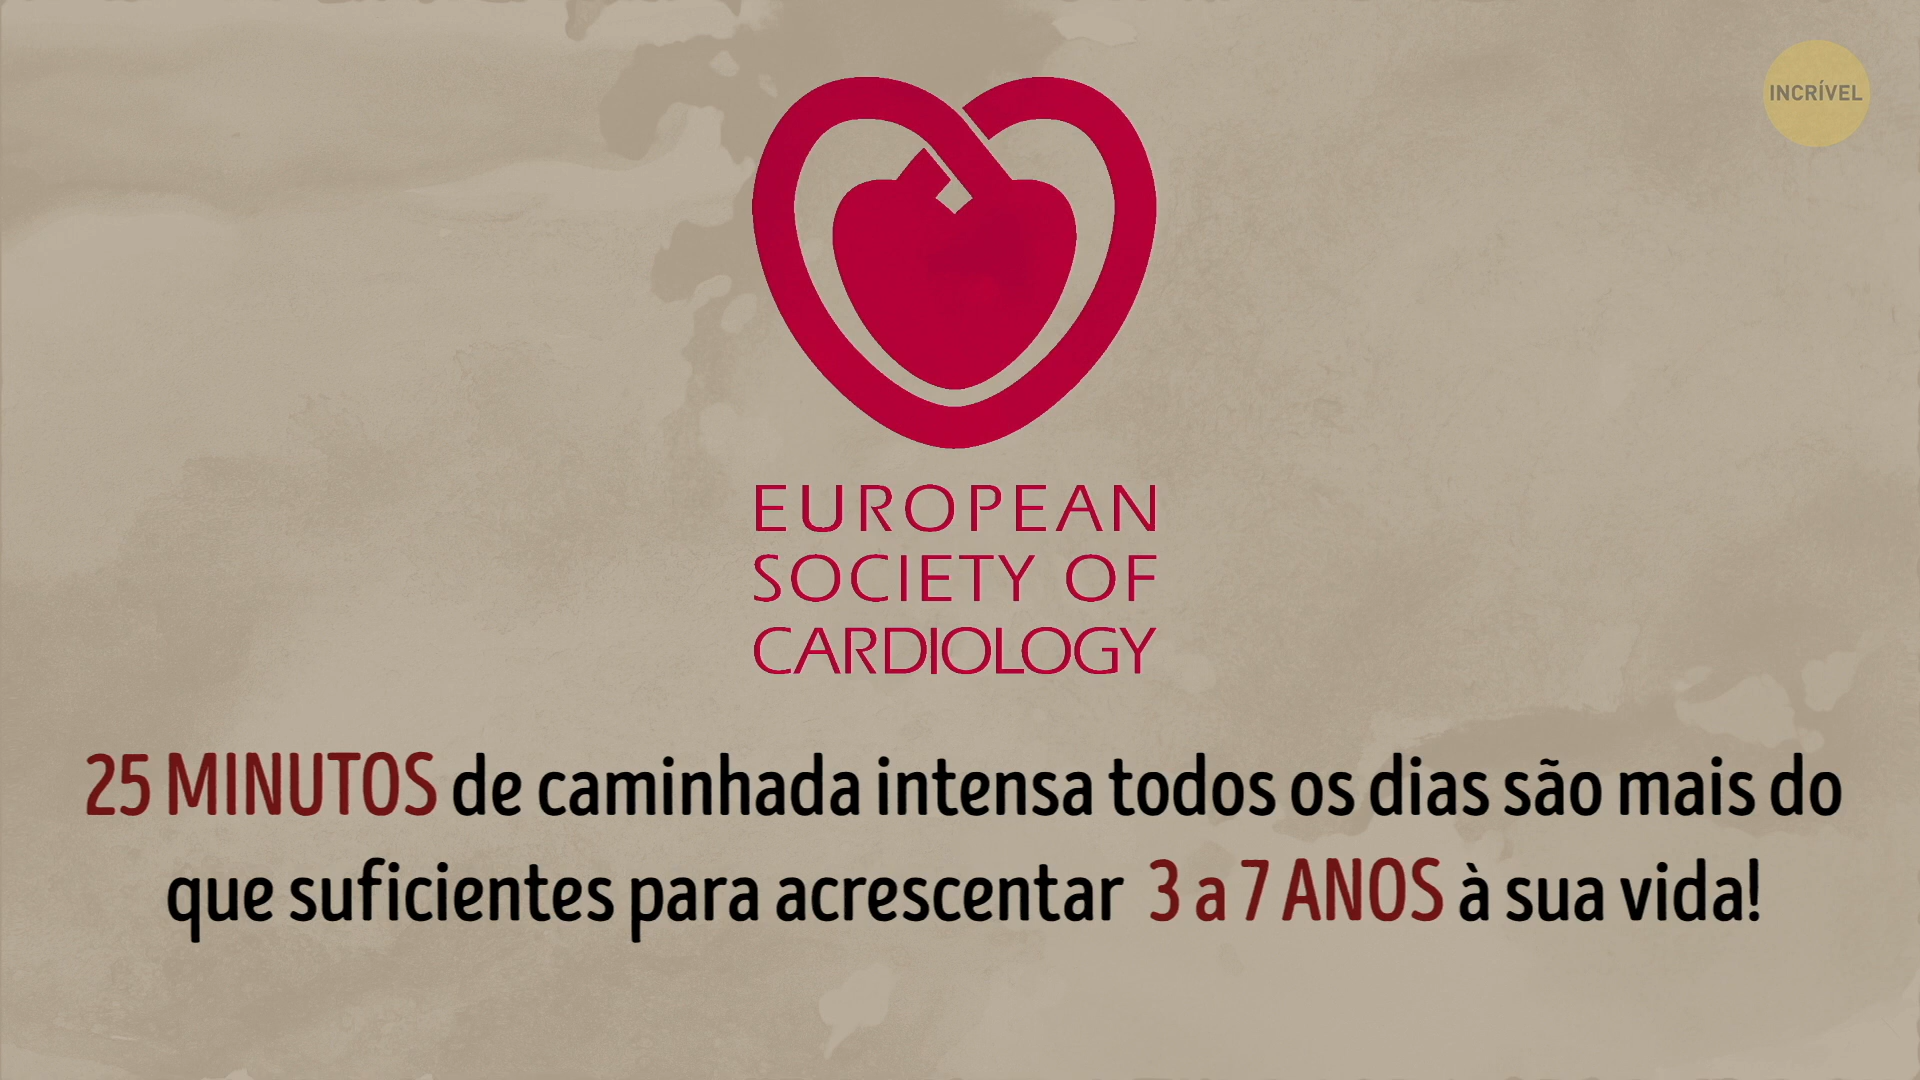 INCRÍVEL
EUROPEAN
SOCIETY OF
CARDIOLOGY
25 MINUTOS de caminhada intensa todos os dias são mais do
que suficientes para acrescentar 3 a 7 ANOS à sua vida!